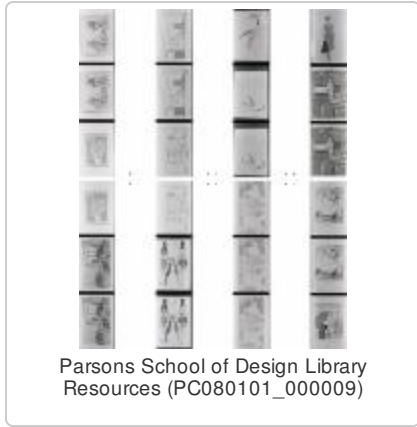 Parsons School of Design Library
Resources (PC080101_000009)